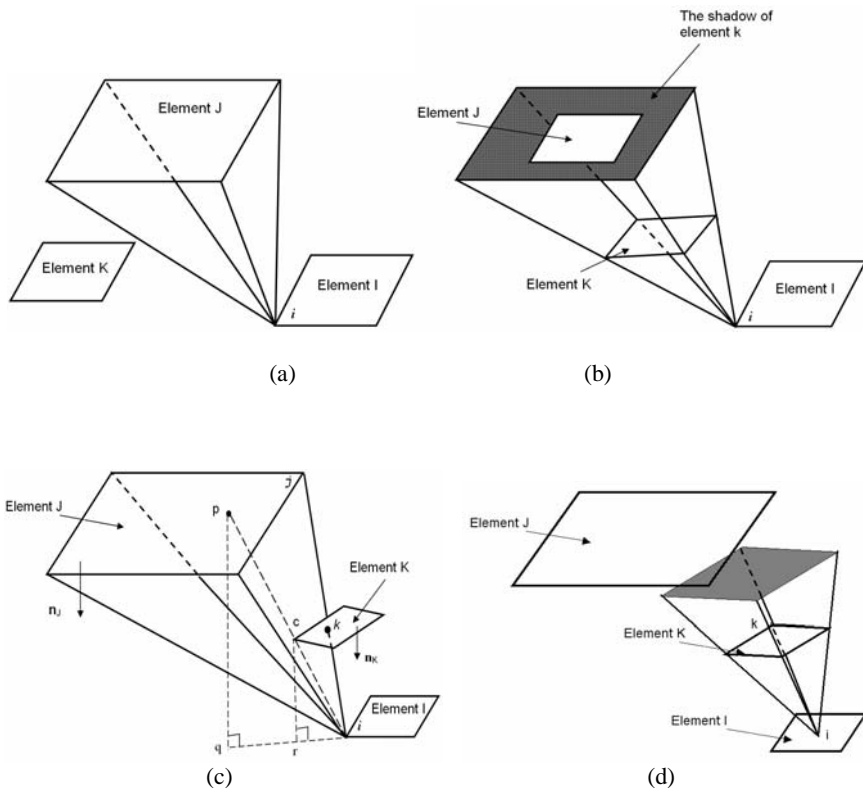 Element J
Element K
Element I
i
(a)
The shadow of
element k
Element J
Element K
Element I
i
(b)
j
Element J
p
Element K
c
k
n_J
n_K
Element I
i
q
r
(c)
Element J
k
Element K
Element I
i
(d)